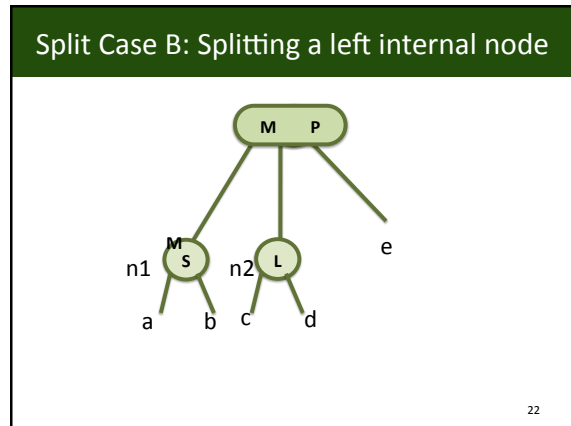 Split Case B: Splitting a left internal node
M P
M
n1 S n2 L e
a b c d
22